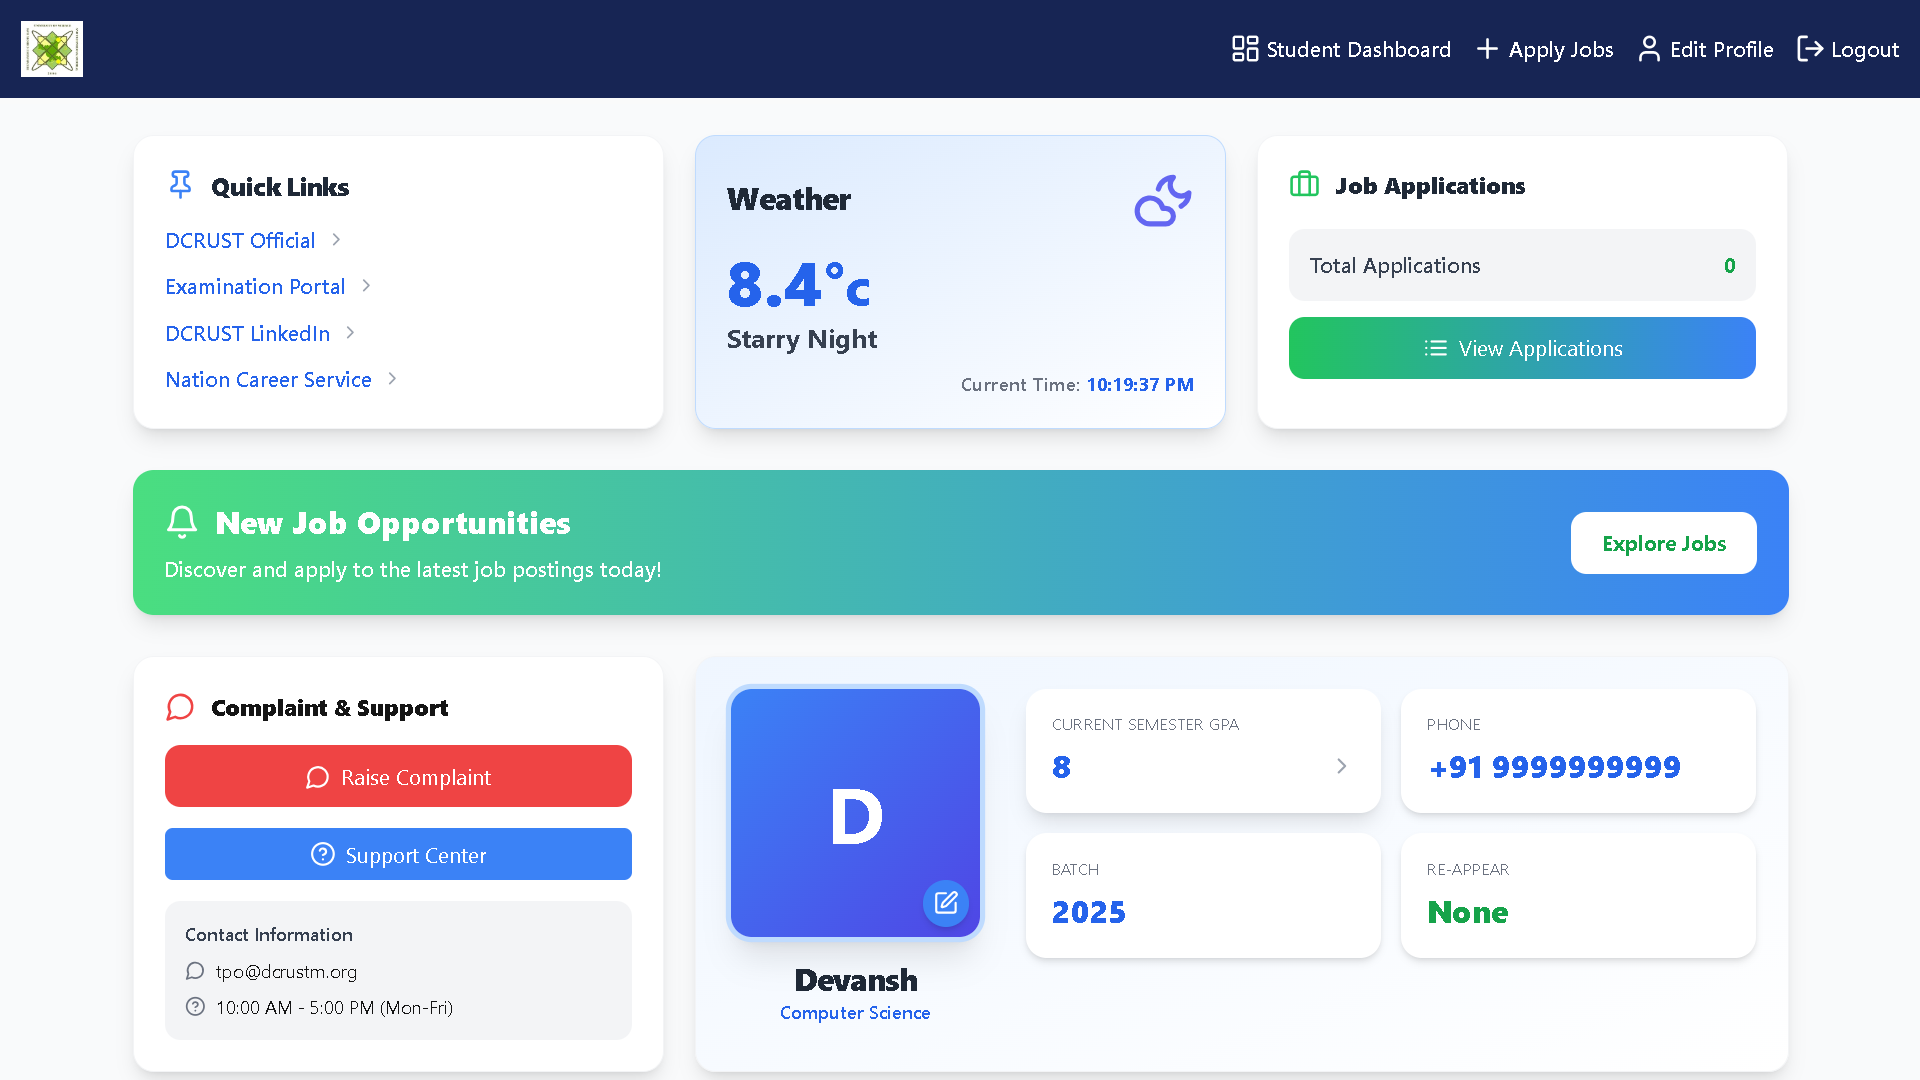 Student Dashboard
Apply Jobs
Edit Profile
Logout
Quick Links
DCRUST Official
Examination Portal
DCRUST LinkedIn
Nation Career Service
Weather
8.4°c
Starry Night
Current Time: 10:19:37 PM
Job Applications
Total Applications 0
View Applications
New Job Opportunities
Discover and apply to the latest job postings today!
Explore Jobs
Complaint & Support
Raise Complaint
Support Center
Contact Information
tpo@dcrustm.org
10:00 AM - 5:00 PM (Mon-Fri)
D
Devansh
Computer Science
CURRENT SEMESTER GPA
8
PHONE
+91 9999999999
BATCH
2025
RE-APPEAR
None